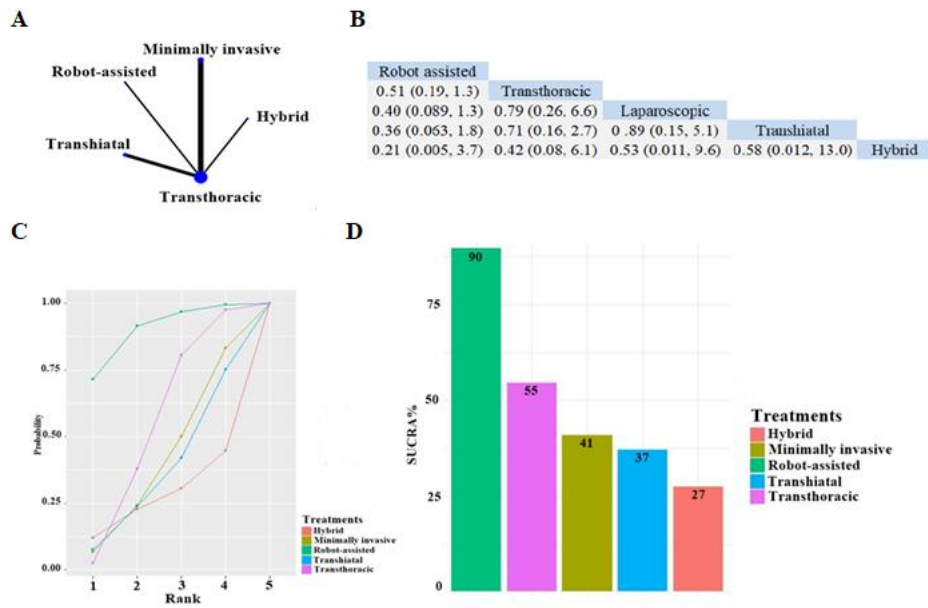 A
Minimally invasive
Robot-assisted
Hybrid
Transhiatal
Transthoracic
B
Robot assisted
0.51 (0.19, 1.3) Transthoracic
0.40 (0.089, 1.3) 0.79 (0.26, 6.6) Laparoscopic
0.36 (0.063, 1.8) 0.71 (0.16, 2.7) .89 (0.15, 5.1) Transhiatal
0.21 (0.005, 3.7) 0.42 (0.08, 6.1) 0.53 (0.011, 9.6) 0.58 (0.012, 13.0) Hybrid
C
Probability
1.00
0.75
0.50
0.25
0.00
1 2 3 4 5
Rank
Treatments
Hybrid
Minimally invasive
Robot-assisted
Transhiatal
Transthoracic
D
SUCRA%
75
50
25
0
90
55
41
37
27
Treatments
Hybrid
Minimally invasive
Robot-assisted
Transhiatal
Transthoracic